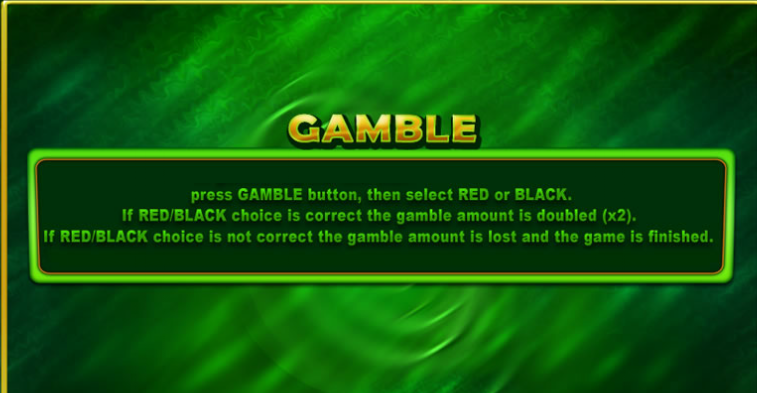 GAMBLE
press GAMBLE button, then select RED or BLACK.
If RED/BLACK choice is correct the gamble amount is doubled (x2).
If RED/BLACK choice is not correct the gamble amount is lost and the game is finished.